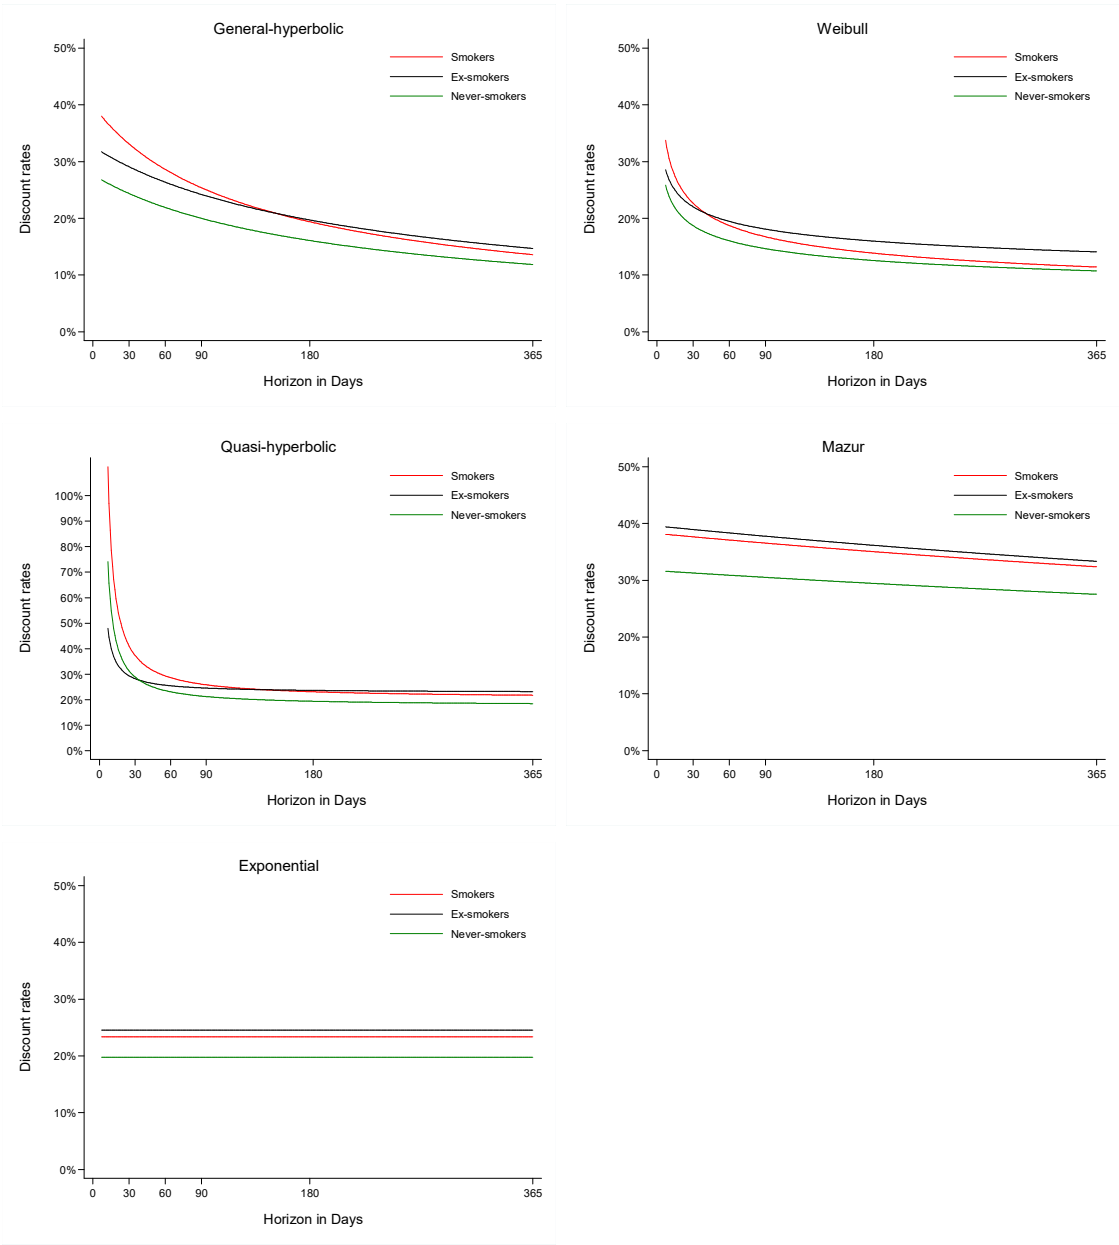 General-hyperbolic
50%
40%
30%
20%
10%
0%
Discount rates
Smokers
Ex-smokers
Never-smokers
0 30 60 90 180 365
Horizon in Days
Weibull
50%
40%
30%
20%
10%
0%
Discount rates
Smokers
Ex-smokers
Never-smokers
0 30 60 90 180 365
Horizon in Days
Quasi-hyperbolic
100%
90%
80%
70%
60%
50%
40%
30%
20%
10%
0%
Discount rates
Smokers
Ex-smokers
Never-smokers
0 30 60 90 180 365
Horizon in Days
Mazur
50%
40%
30%
20%
10%
0%
Discount rates
Smokers
Ex-smokers
Never-smokers
0 30 60 90 180 365
Horizon in Days
Exponential
50%
40%
30%
20%
10%
0%
Discount rates
Smokers
Ex-smokers
Never-smokers
0 30 60 90 180 365
Horizon in Days